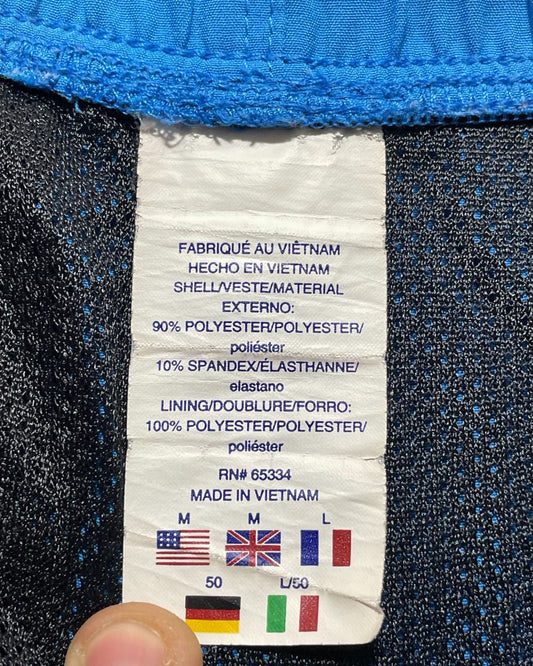 FABRIQUÉ AU VIÊTNAM
HECHO EN VIETNAM
SHELL/VESTE/MATERIAL
EXTERNO:
90% POLYESTER/POLYESTER/
poliéster
10% SPANDEX/ÉLASTHANNE/
elastano
LINING/DOUBLURE/FORRO:
100% POLYESTER/POLYESTER/
poliéster
RN# 65334
MADE IN VIETNAM
M M L
50 L/50